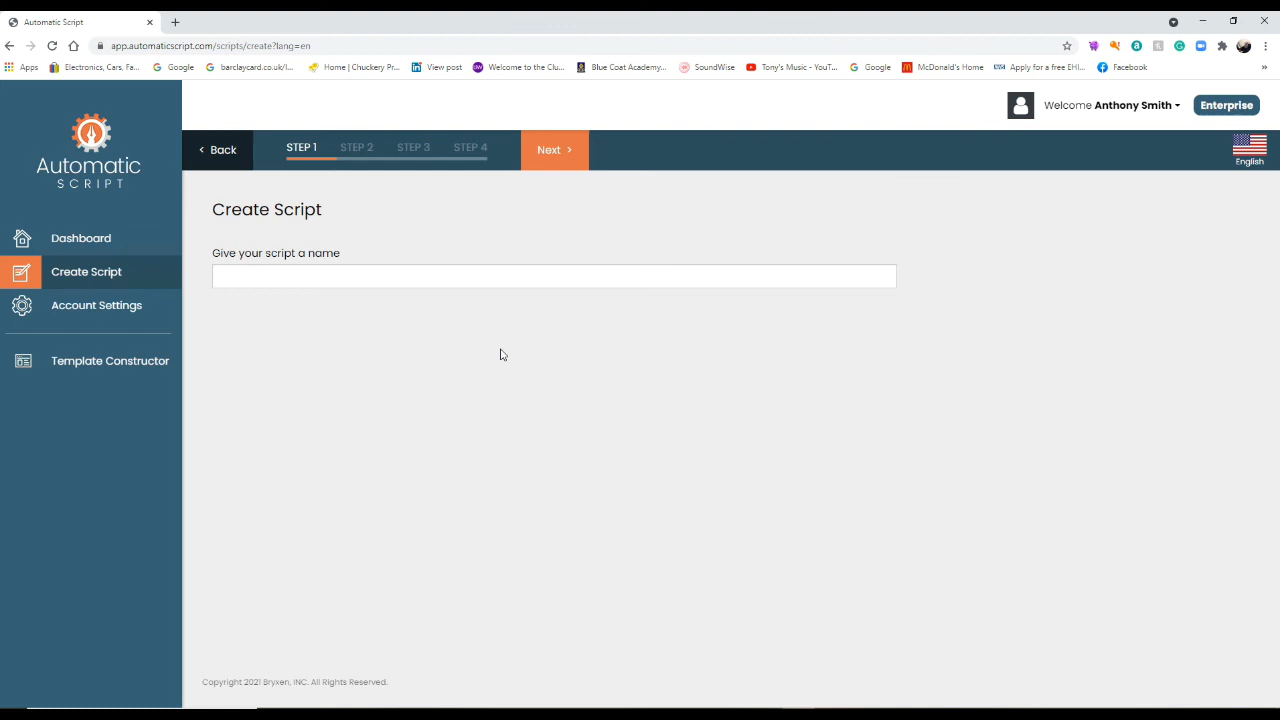 Automatic Script
app.automaticscript.com/scripts/create?lang=en
Apps
Electronics, Cars, Fa...
Google
barclaycard.co.uk/l...
Home | Chuckery Pr...
View post
Welcome to the Clu...
Blue Coat Academy...
SoundWise
Tony's Music - YouT...
Google
McDonald's Home
Apply for a free EHI...
Facebook
»
Automatic
SCRIPT
Welcome Anthony Smith
Enterprise
< Back
STEP 1
STEP 2
STEP 3
STEP 4
Next >
English
Create Script
Give your script a name
Dashboard
Create Script
Account Settings
Template Constructor
Copyright 2021 Bryxen, INC. All Rights Reserved.